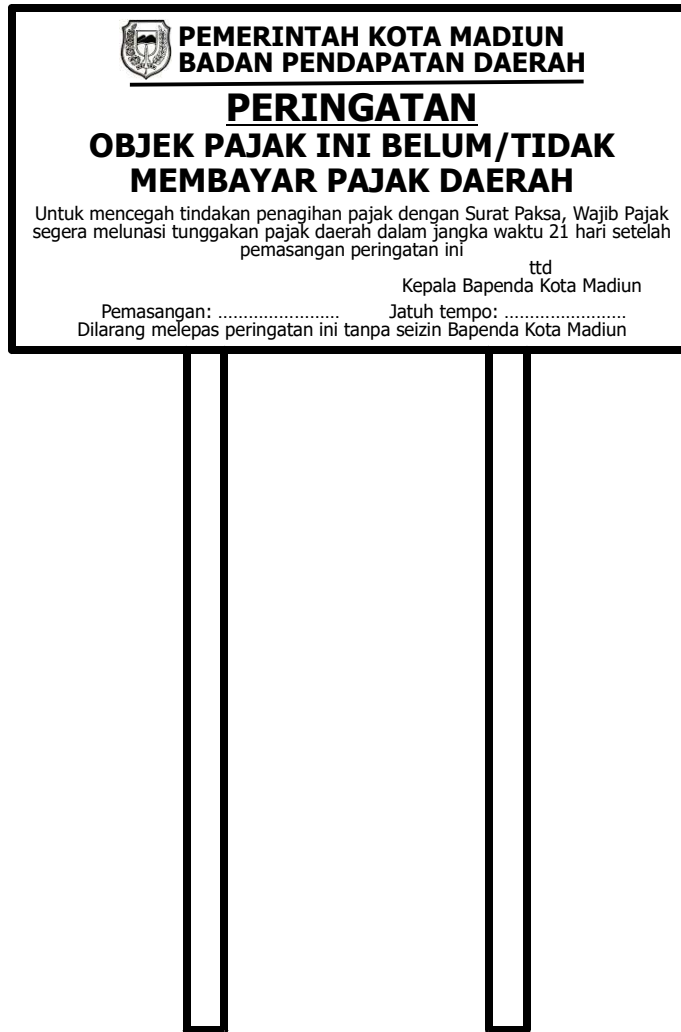 PEMERINTAH KOTA MADIUN
BADAN PENDAPATAN DAERAH
PERINGATAN
OBJEK PAJAK INI BELUM/TIDAK
MEMBAYAR PAJAK DAERAH
Untuk mencegah tindakan penagihan pajak dengan Surat Paksa, Wajib Pajak
segera melunasi tunggakan pajak daerah dalam jangka waktu 21 hari setelah
pemasangan peringatan ini
ttd
Kepala Bapenda Kota Madiun
Pemasangan: ........................ Jatuh tempo: ........................
Dilarang melepas peringatan ini tanpa seizin Bapenda Kota Madiun